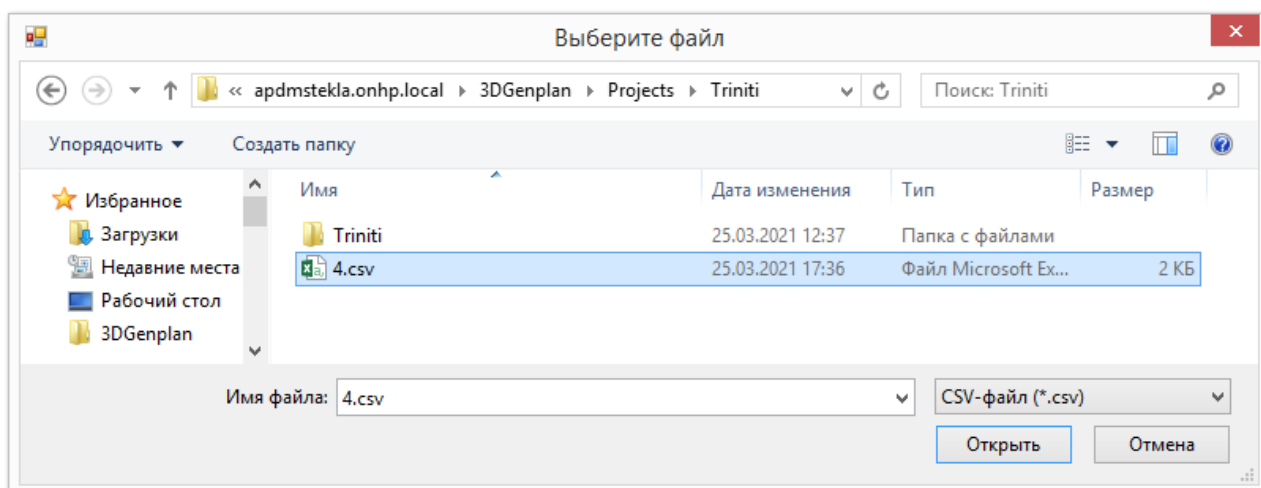 Выберите файл
« apdmstekla.onhp.local 3DGenplan Projects Triniti Поиск: Triniti
Упорядочить Создать папку
Имя Дата изменения Тип Размер
Избранное
Загрузки Triniti 25.03.2021 12:37 Папка с файлами
Недавние места 4.csv 25.03.2021 17:36 Файл Microsoft Ex... 2 КБ
Рабочий стол
3DGenplan
Имя файла: 4.csv CSV-файл (*.csv)
Открыть Отмена